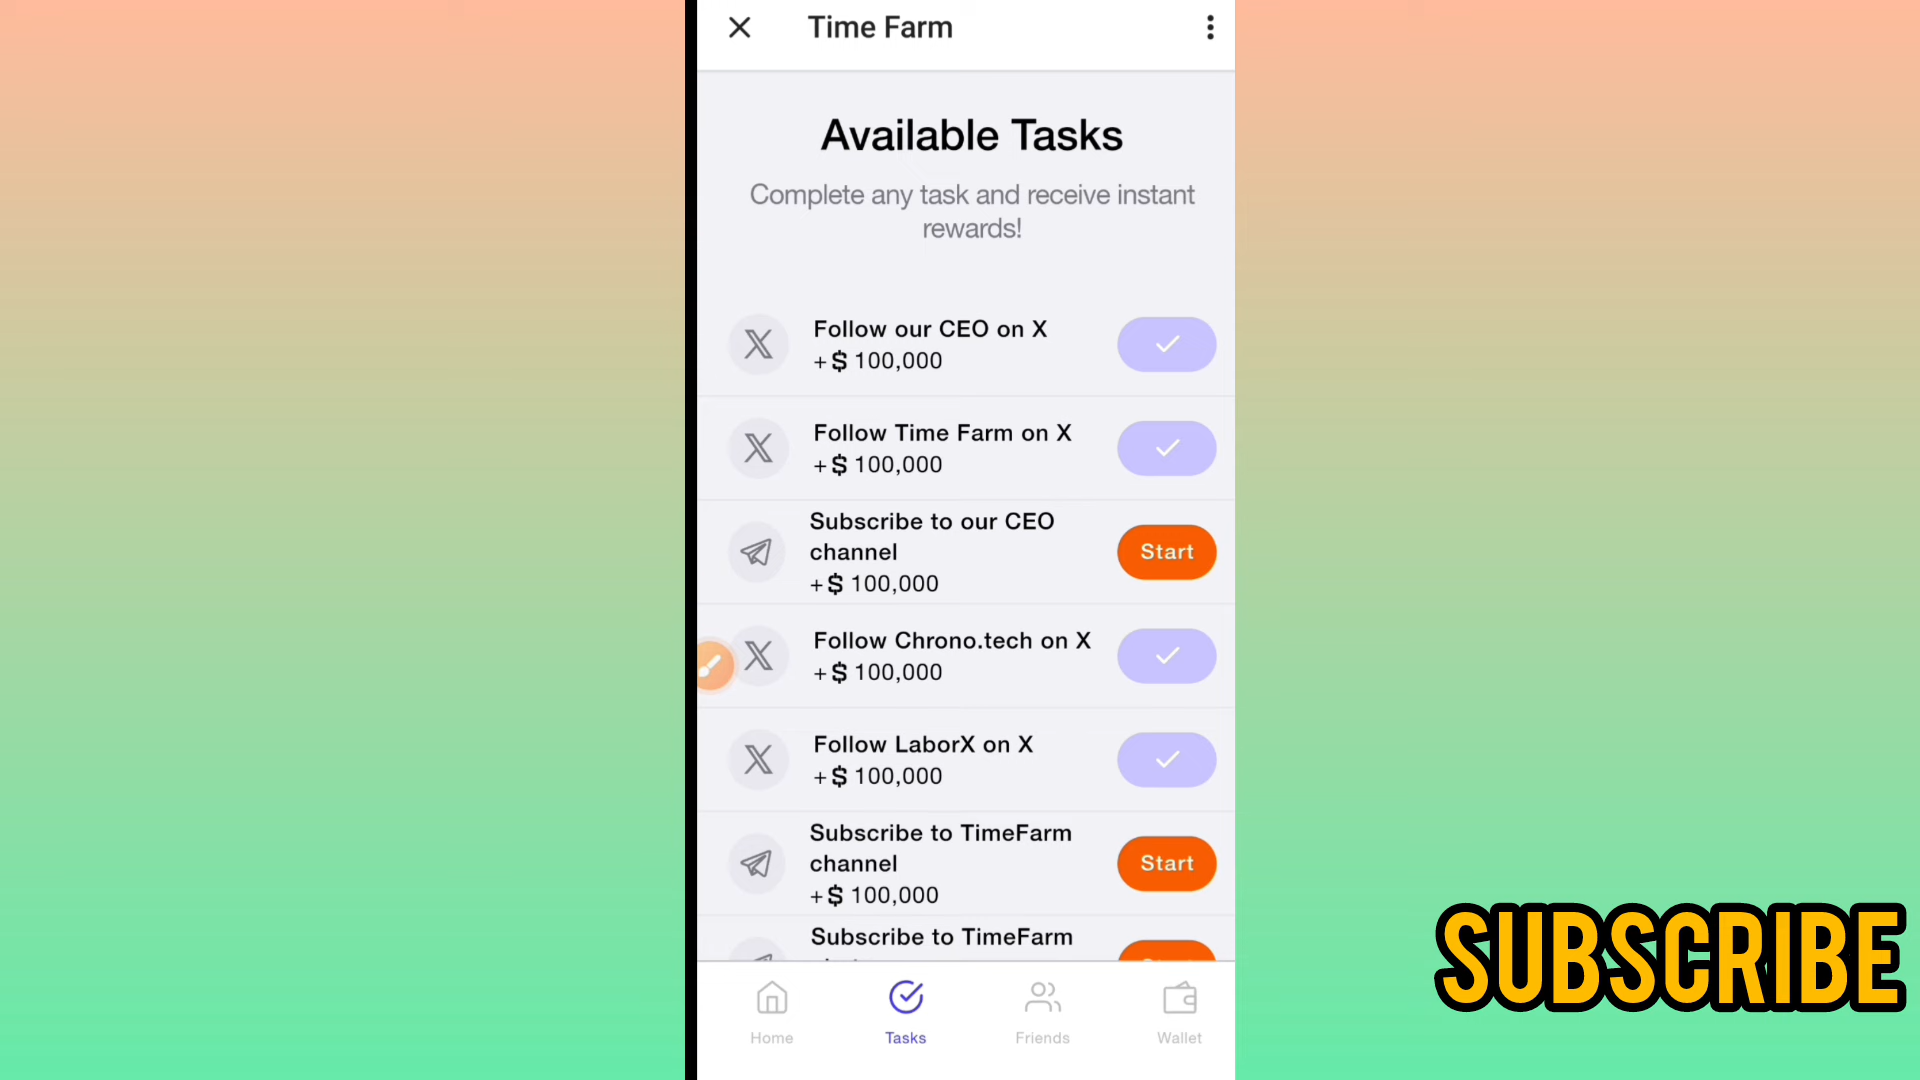 Time Farm
Available Tasks
Complete any task and receive instant
rewards!
Follow our CEO on X
+$ 100,000
Follow Time Farm on X
+$ 100,000
Subscribe to our CEO
channel
+$ 100,000
Start
Follow Chrono.tech on X
+$ 100,000
Follow LaborX on X
+$ 100,000
Subscribe to TimeFarm
channel
+$ 100,000
Start
Subscribe to TimeFarm
Home
Tasks
Friends
Wallet
SUBSCRIBE